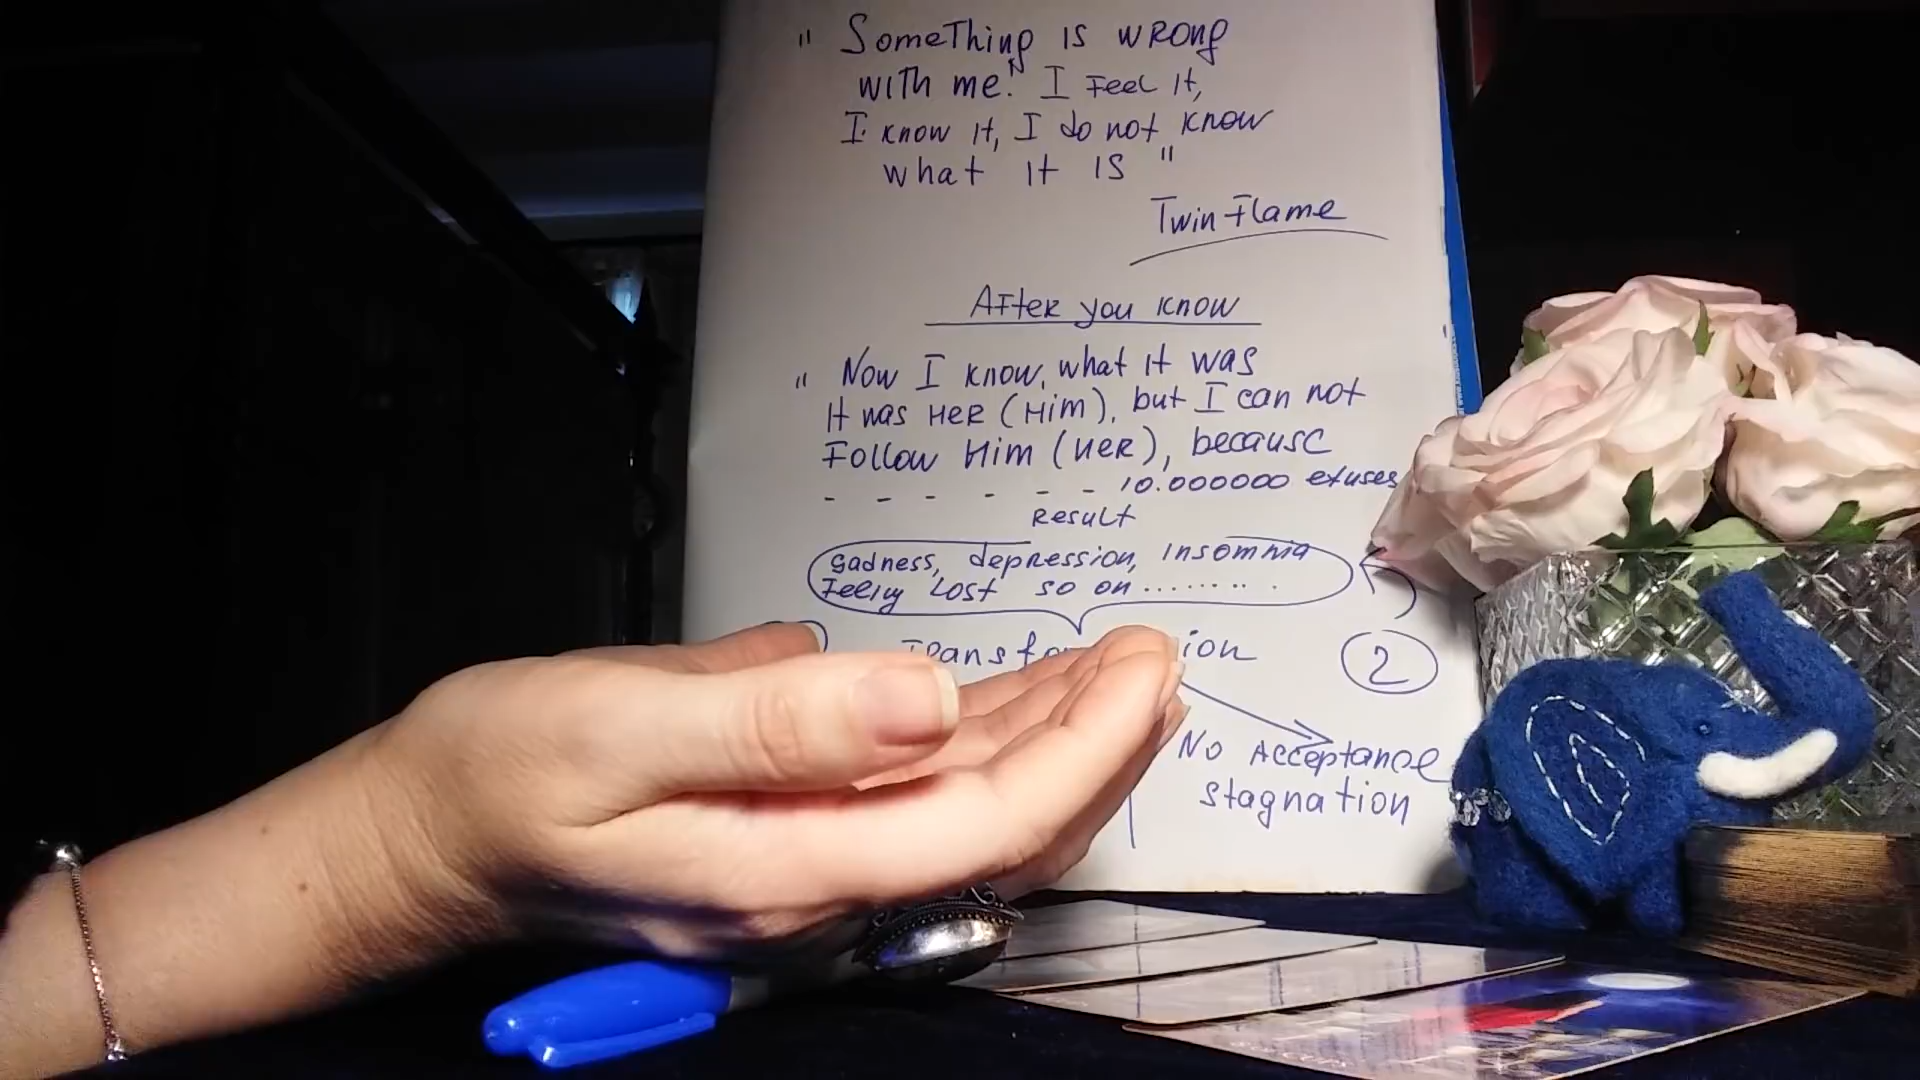 " Something is wrong
with me". I feel it,
I know it, I do not know
what it is "
Twin Flame
After you know
" Now I know, what it was
It was Her (Him), but I can not
Follow Him (Her), because
- - - - - - 10.000000 exuses
Result
sadness, depression, insomnia
Feeliy Lost so on .........
2
No Acceptance
stagnation